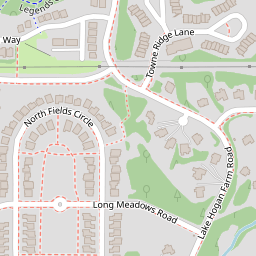 Legends
Way
Towne Ridge Lane
North Fields Circle
Long Meadows Road
Lake Hogan Farm Road